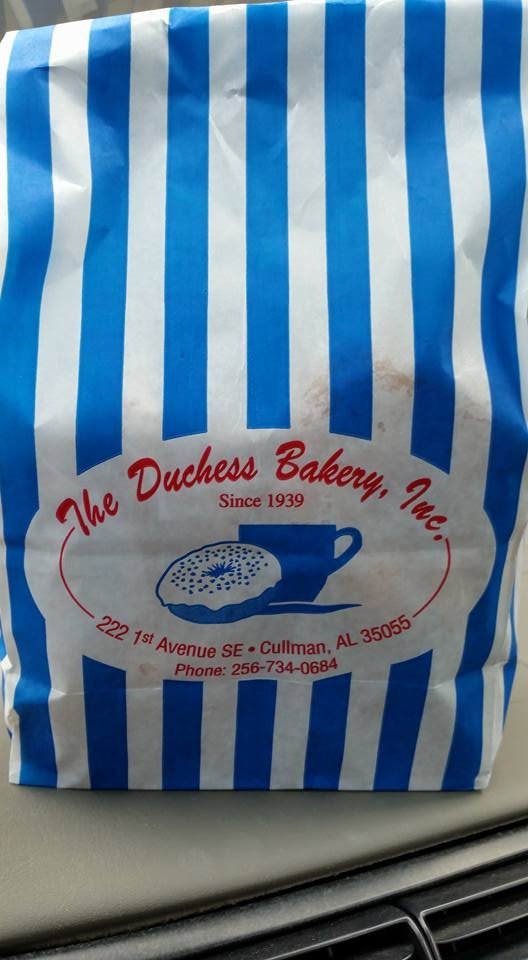 The Duchess Bakery, Inc.
Since 1939
222 1st Avenue SE • Cullman, AL 35055
Phone: 256-734-0684